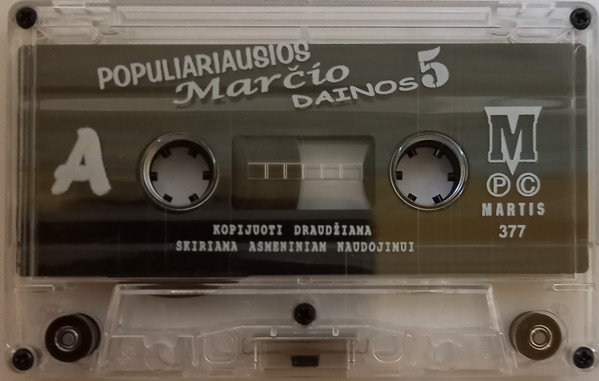 POPULIARIAUSIOS
Marčio
DAINOS 5
A
M
Ⓟ Ⓒ
MARTIS
377
KOPIJUOTI DRAUDŽIAMA
SKIRIAMA ASMENINIAM NAUDOJIMUI